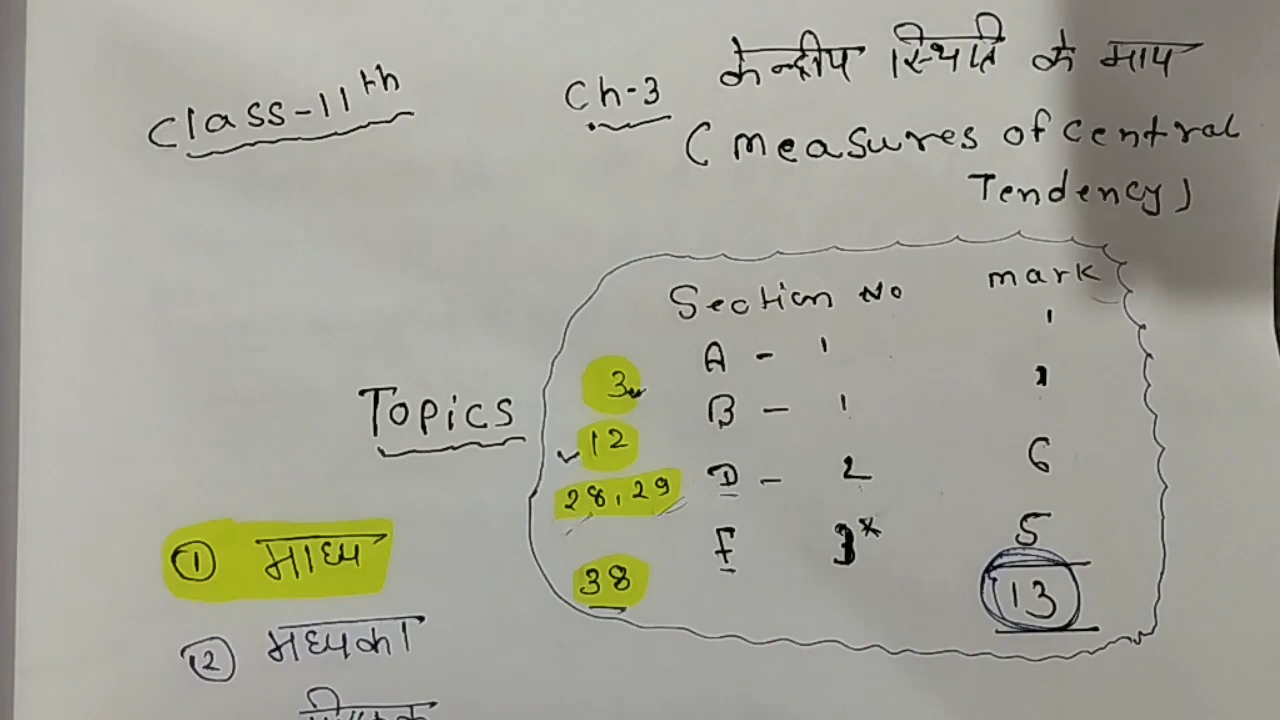 Class-11th
Ch-3 केन्द्रीय स्थिति के माप
(Measures of Central
Tendency)
Section No mark
3 A - 1 1
12 B - 1 1
28, 29 D - 2 6
38 F * 5
13
Topics
① माध्य
② मध्यका